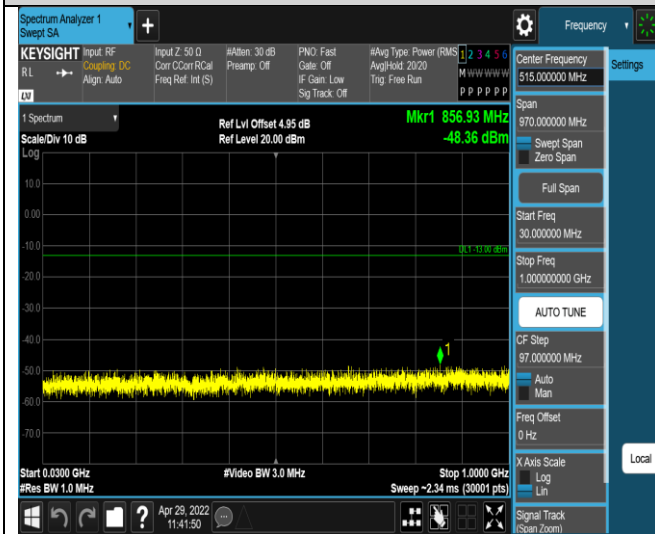 Spectrum Analyzer 1
Swept SA
+
Frequency
KEYSIGHT
RL
LXI
Input: RF
Coupling: DC
Align: Auto
Input Z: 50 Ω
Corr CCorr RCal
Freq Ref: Int (S)
#Atten: 30 dB
Preamp: Off
PNO: Fast
Gate: Off
IF Gain: Low
Sig Track: Off
#Avg Type: Power (RMS
Avg|Hold: 20/20
Trig: Free Run
1 2 3 4 5 6
M W W W W W
P P P P P P
1 Spectrum
Scale/Div 10 dB
Log
Ref Lvl Offset 4.95 dB
Ref Level 20.00 dBm
Mkr1 856.93 MHz
-48.36 dBm
10.0
0.00
-10.0
-20.0
-30.0
-40.0
-50.0
-60.0
-70.0
DL1 -13.00 dBm
1
Start 0.0300 GHz
#Res BW 1.0 MHz
#Video BW 3.0 MHz
Stop 1.0000 GHz
Sweep ~2.34 ms (30001 pts)
?
Apr 29, 2022
11:41:50
Center Frequency
515.000000 MHz
Span
970.000000 MHz
Swept Span
Zero Span
Full Span
Start Freq
30.000000 MHz
Stop Freq
1.000000000 GHz
AUTO TUNE
CF Step
97.000000 MHz
Auto
Man
Freq Offset
0 Hz
X Axis Scale
Log
Lin
Signal Track
(Span Zoom)
Settings
Local